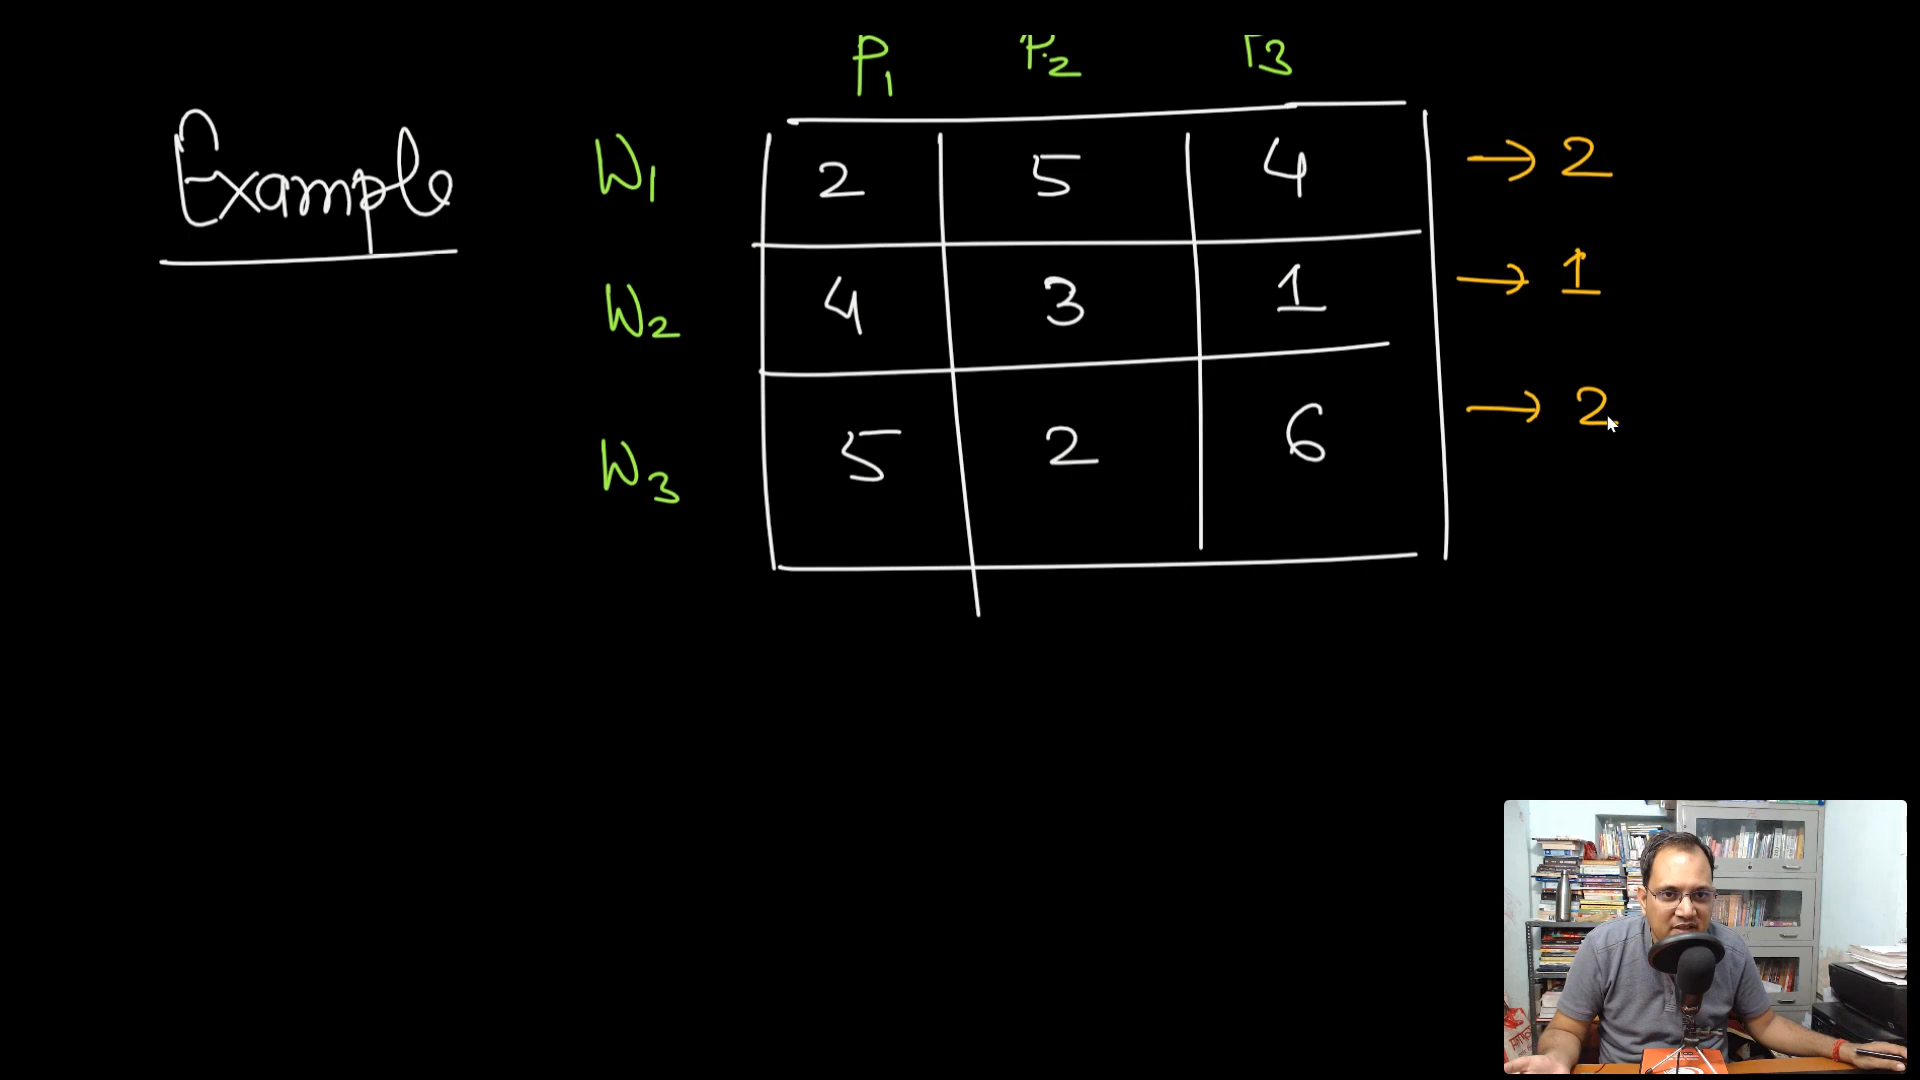 P1 P2 P3
Example
W1 2 5 4 → 2
W2 4 3 1 → 1
W3 5 2 6 → 2